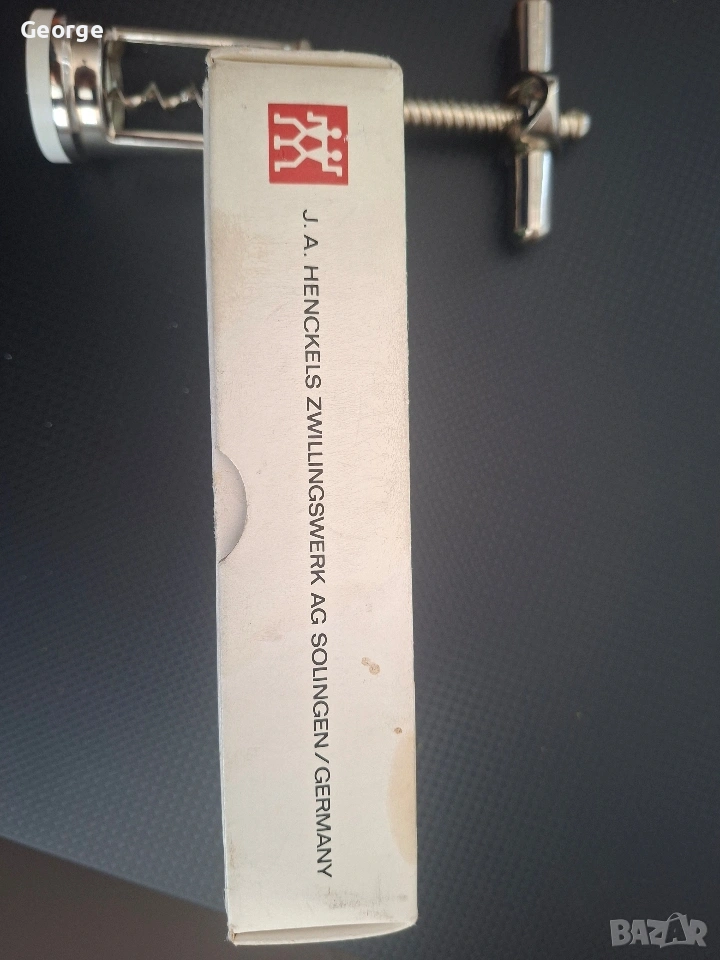 George
J. A. HENCKELS ZWILLINGSWERK AG SOLINGEN/GERMANY
BAZAR